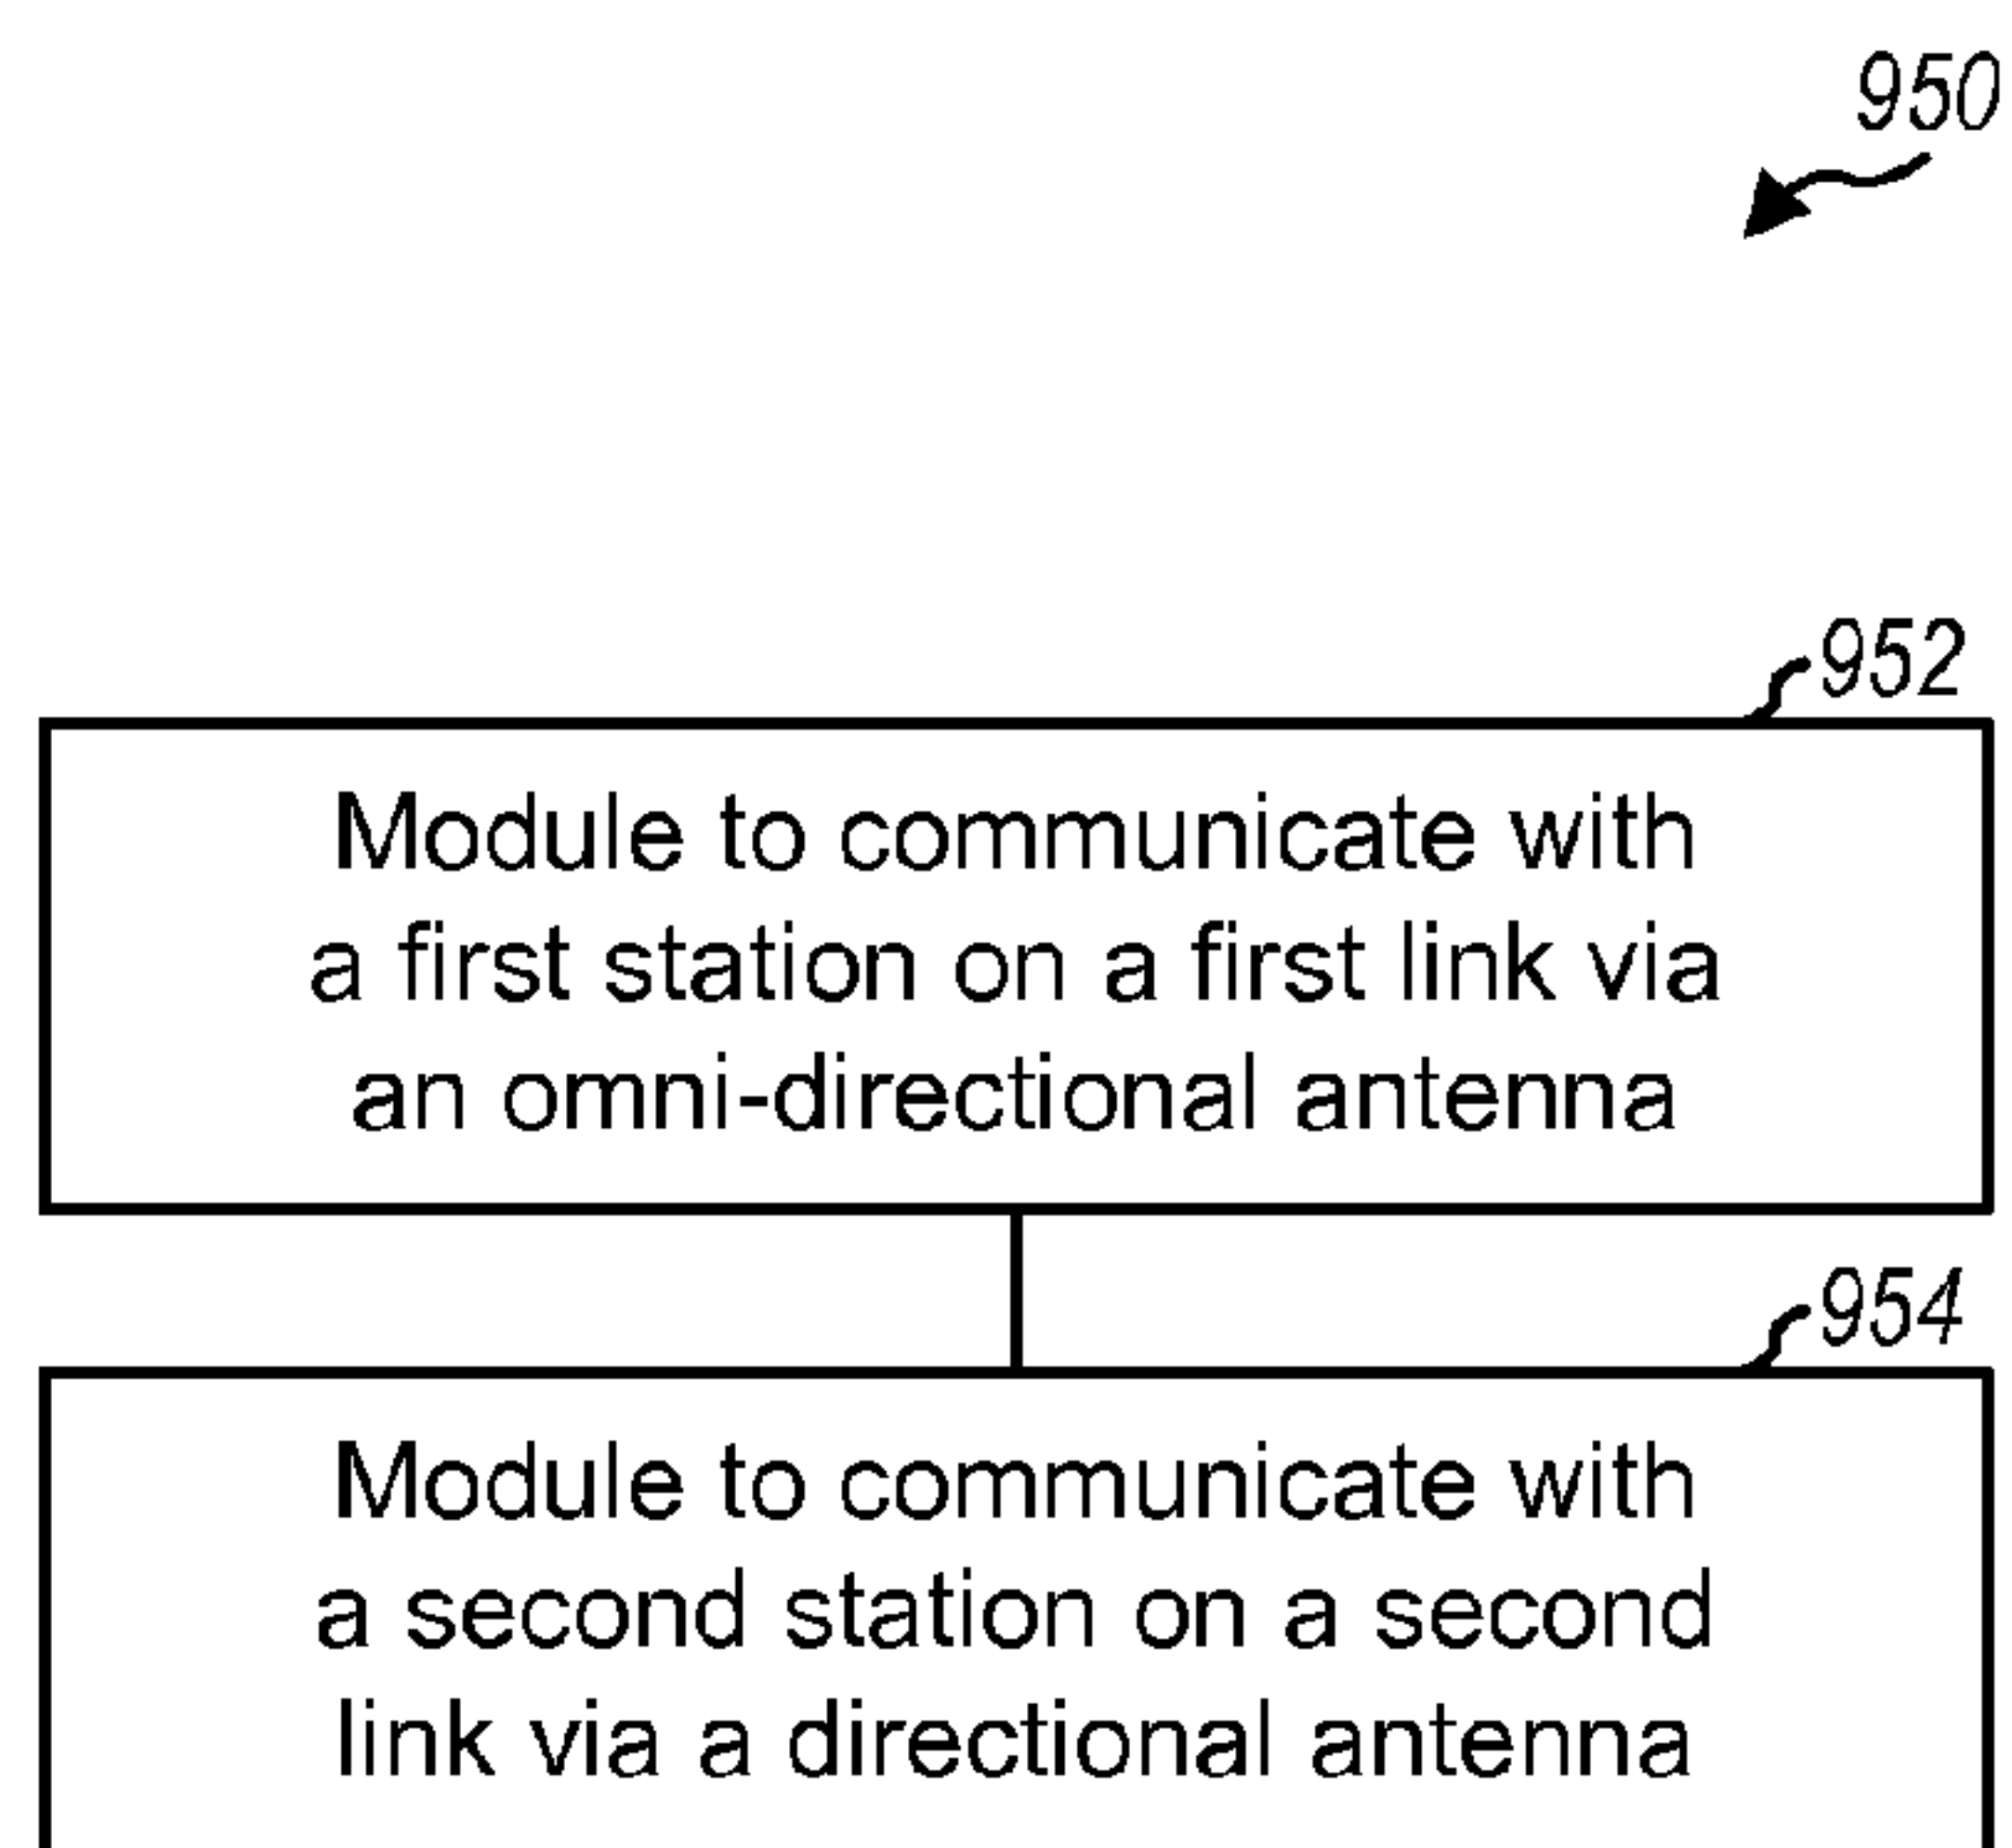 950
952
Module to communicate with
a first station on a first link via
an omni-directional antenna
954
Module to communicate with
a second station on a second
link via a directional antenna